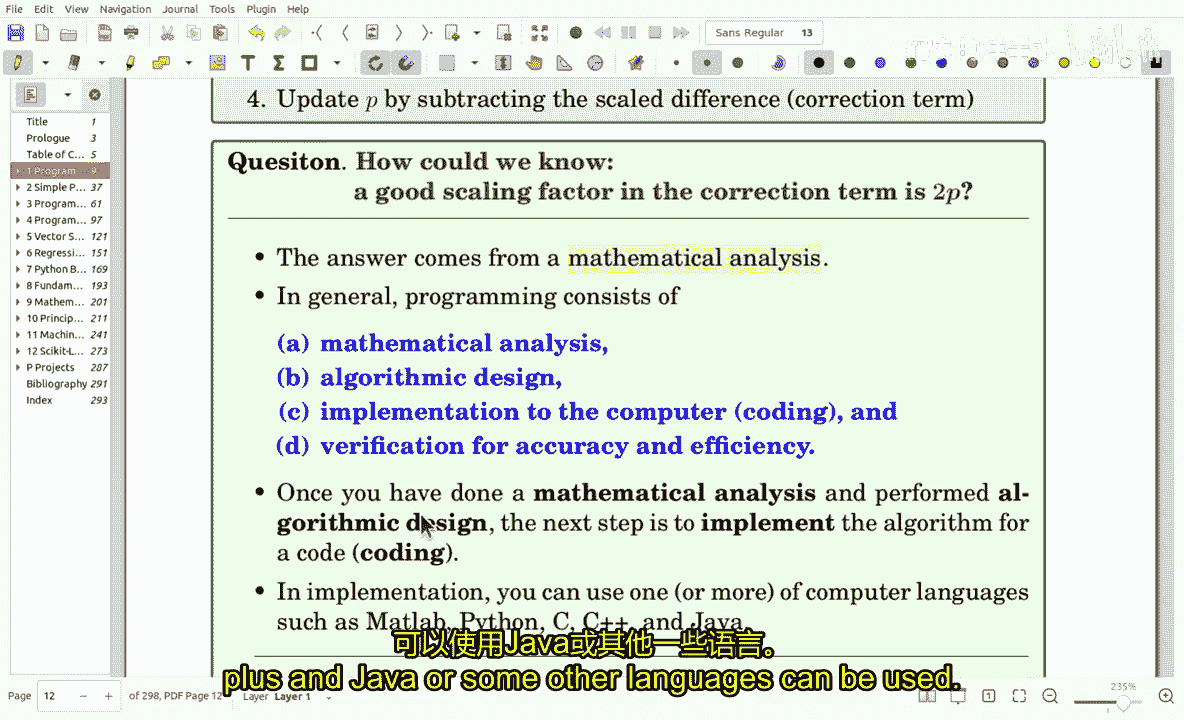 File Edit View Navigation Journal Tools Plugin Help
Sans Regular 13
Title 1
Prologue 3
Table of C... 5
1 Program 9
2 Simple P... 37
3 Program... 61
4 Program... 97
5 Vector S... 121
6 Regressi... 151
7 Python B... 169
8 Fundam... 193
9 Mathem... 201
10 Princip... 211
11 Machin... 241
12 Scikit-L... 273
P Projects 287
Bibliography 291
Index 293
4. Update p by subtracting the scaled difference (correction term)
Quesiton. How could we know:
a good scaling factor in the correction term is 2p?
• The answer comes from a mathematical analysis.
• In general, programming consists of
(a) mathematical analysis,
(b) algorithmic design,
(c) implementation to the computer (coding), and
(d) verification for accuracy and efficiency.
• Once you have done a mathematical analysis and performed al-
gorithmic design, the next step is to implement the algorithm for
a code (coding).
• In implementation, you can use one (or more) of computer languages
such as Matlab, Python, C, C++, and Java.
可以使用Java或其他一些语言。
plus and Java or some other languages can be used.
Page 12 − + of 298, PDF Page 12 Layer Layer 1 235%